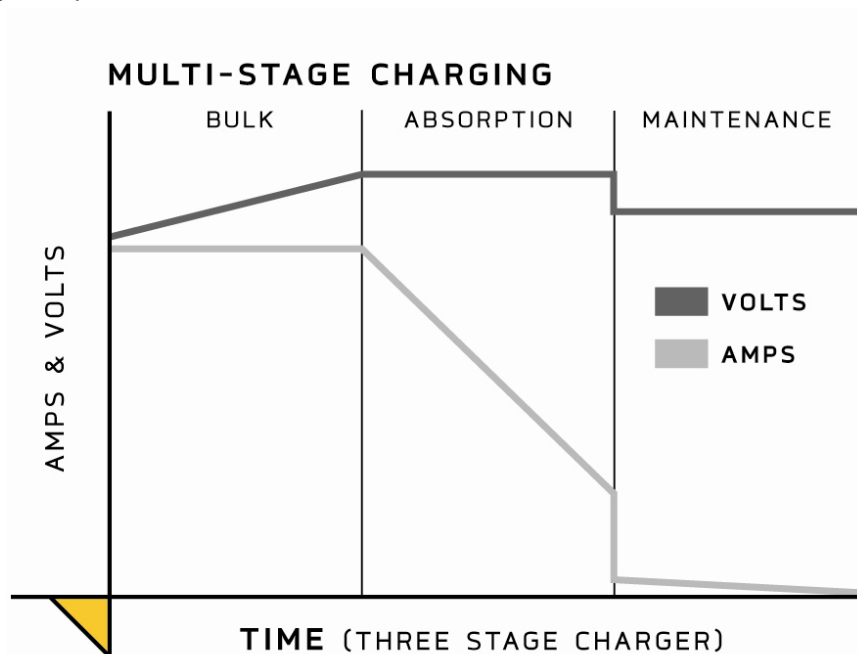 MULTI-STAGE CHARGING
BULK ABSORPTION MAINTENANCE
AMPS & VOLTS
VOLTS
AMPS
TIME (THREE STAGE CHARGER)